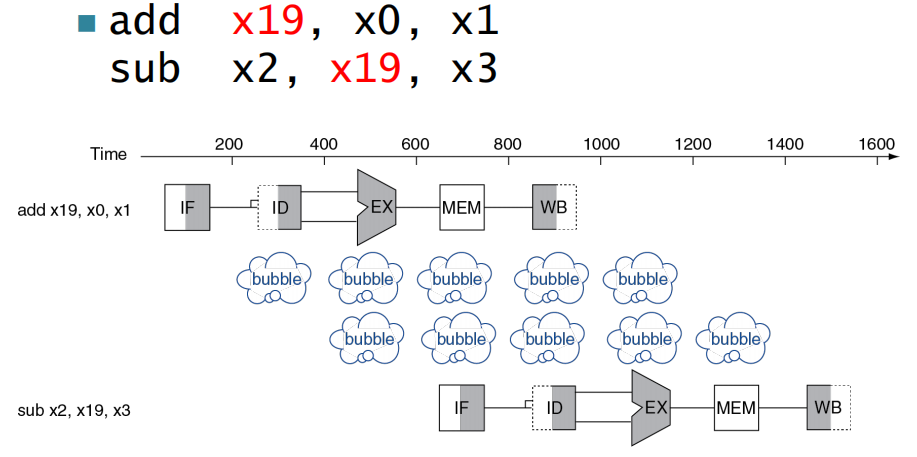 add x19, x0, x1
sub x2, x19, x3
200 400 600 800 1000 1200 1400 1600
Time
add x19, x0, x1 IF ID EX MEM WB
bubble bubble bubble bubble bubble
bubble bubble bubble bubble bubble
sub x2, x19, x3 IF ID EX MEM WB